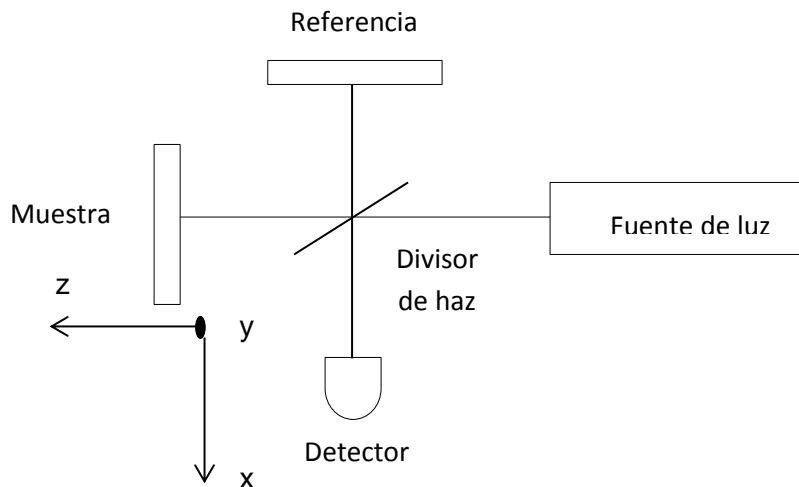 Referencia
Muestra
Fuente de luz
Divisor
de haz
z
y
Detector
x